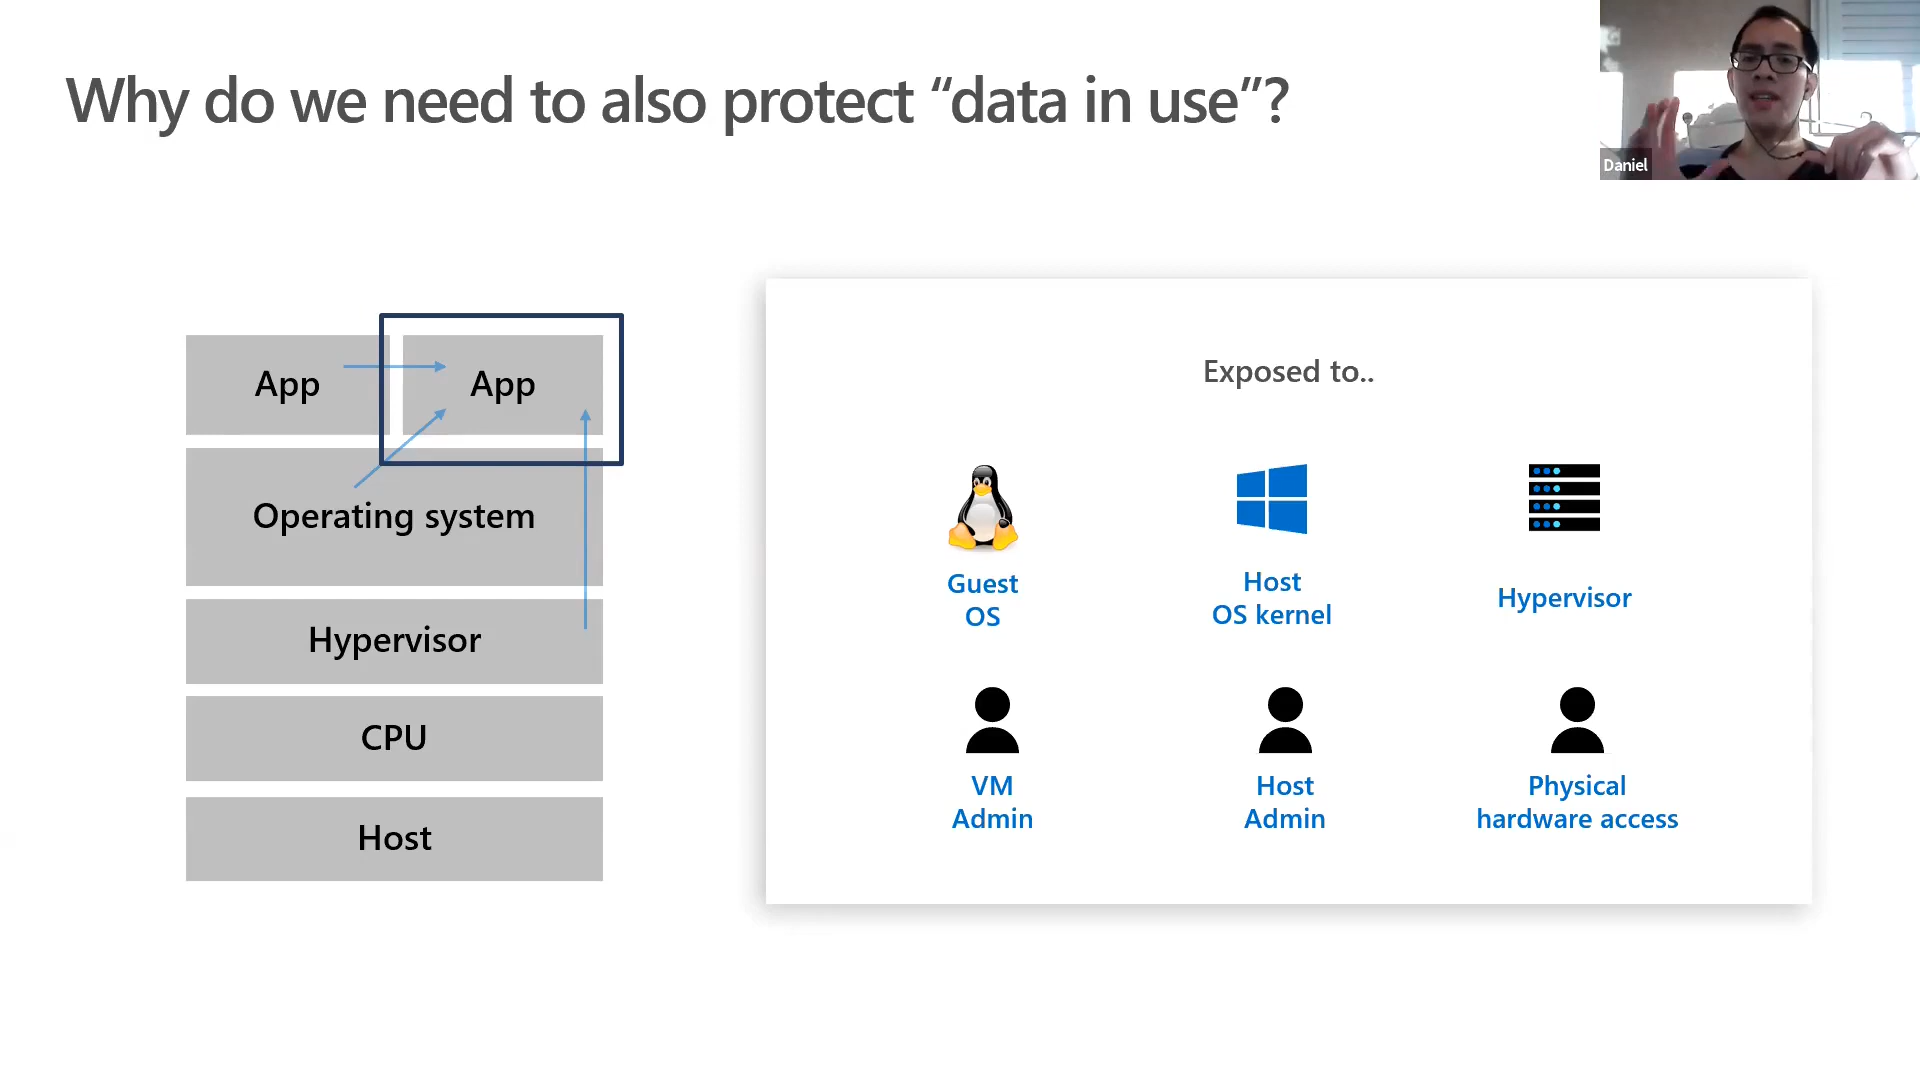 Why do we need to also protect “data in use”?
Daniel
App
App
Operating system
Hypervisor
CPU
Host
Exposed to..
Guest
OS
Host
OS kernel
Hypervisor
VM
Admin
Host
Admin
Physical
hardware access